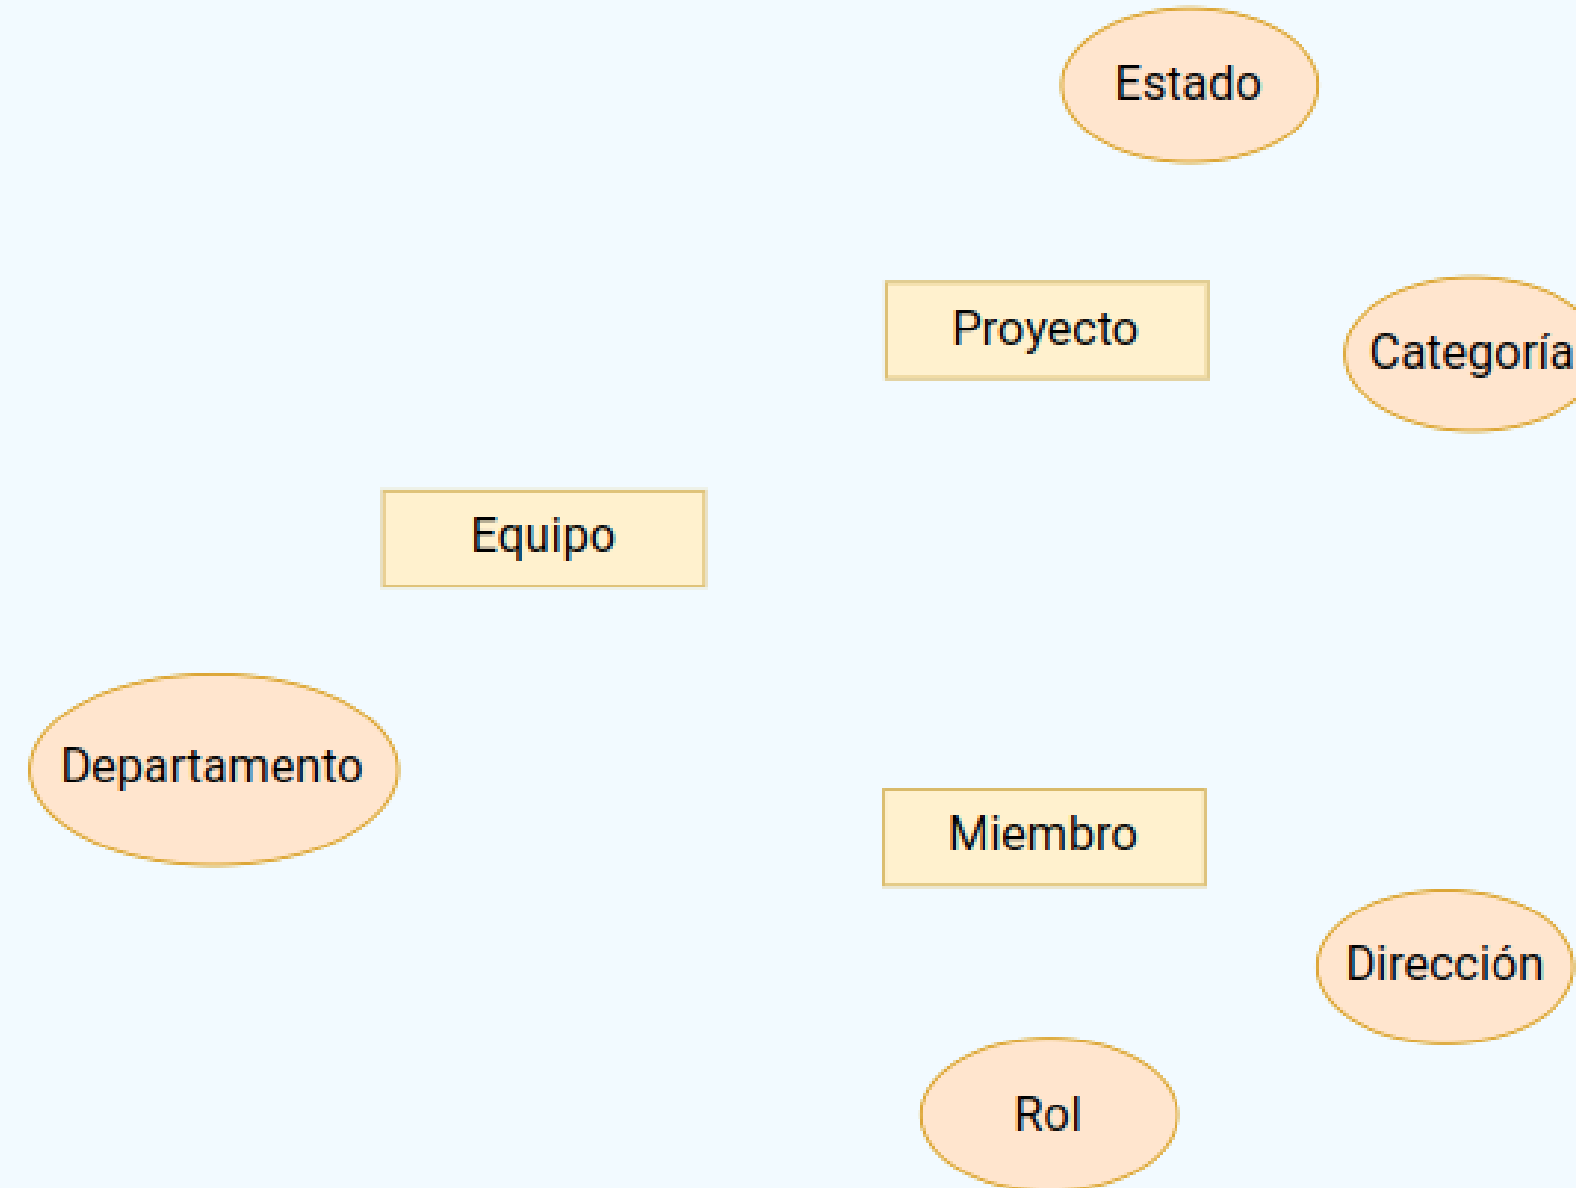 Estado
Proyecto
Categoría
Equipo
Departamento
Miembro
Dirección
Rol